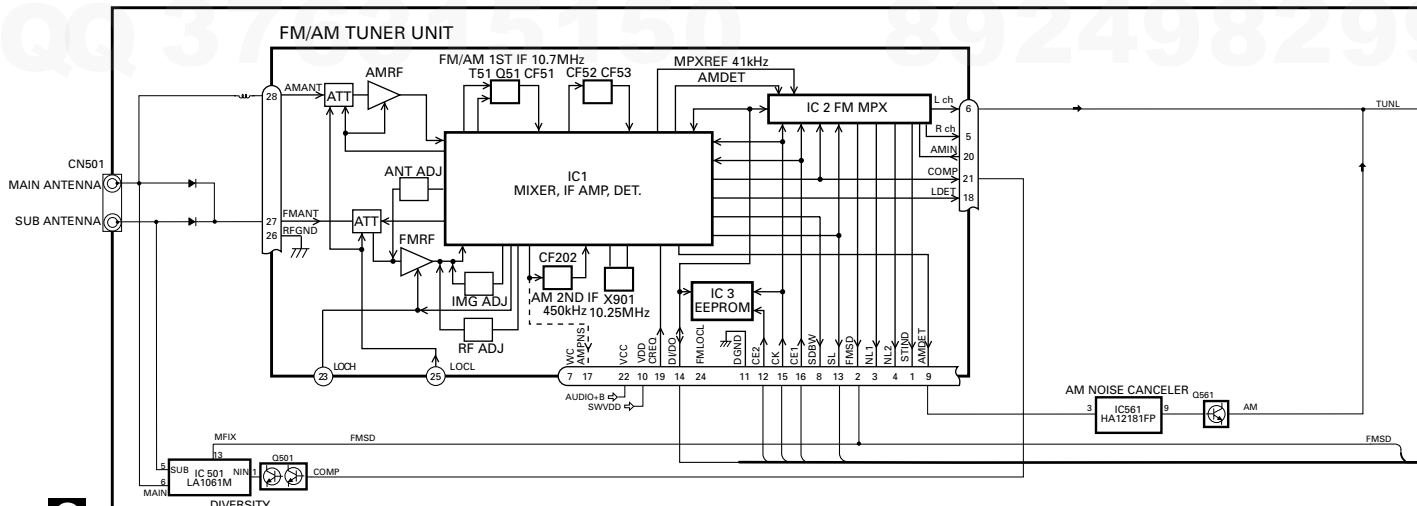 QQ 376315150 892498299
FM/AM TUNER UNIT
FM/AM 1ST IF 10.7MHz
T51 Q51 CF51
CF52 CF53
MPXREF 41kHz
AMDET
AMRF
AMANT
ATT
28
IC 2 FM MPX
L ch
6
TUNL
R ch
5
AMIN
20
COMP
21
LDET
18
CN501
MAIN ANTENNA
SUB ANTENNA
ANT ADJ
IC1
MIXER, IF AMP, DET.
27
FMANT
ATT
26
RFGND
FMRF
CF202
IMG ADJ
AM 2ND IF
450kHz
X901
10.25MHz
IC 3
EEPROM
RF ADJ
WC
AMPNS
VCC
VDD
CREQ
DI/DO
FMLOCL
DGND
CE2
CK
CE1
SDBW
SL
FMSD
NL1
NL2
STIND
AMDET
23
LOCH
25
LOCL
7 17 22 10 19 14 24 11 12 15 16 8 13 2 3 4 1 9
AUDIO+B
SWVDD
AM NOISE CANCELER
Q561
3
IC561
HA12181FP
9
AM
MFIX
FMSD
FMSD
13
5
SUB
IC 501
LA1061M
NIN
1
Q501
COMP
6
MAIN
DIVERSITY